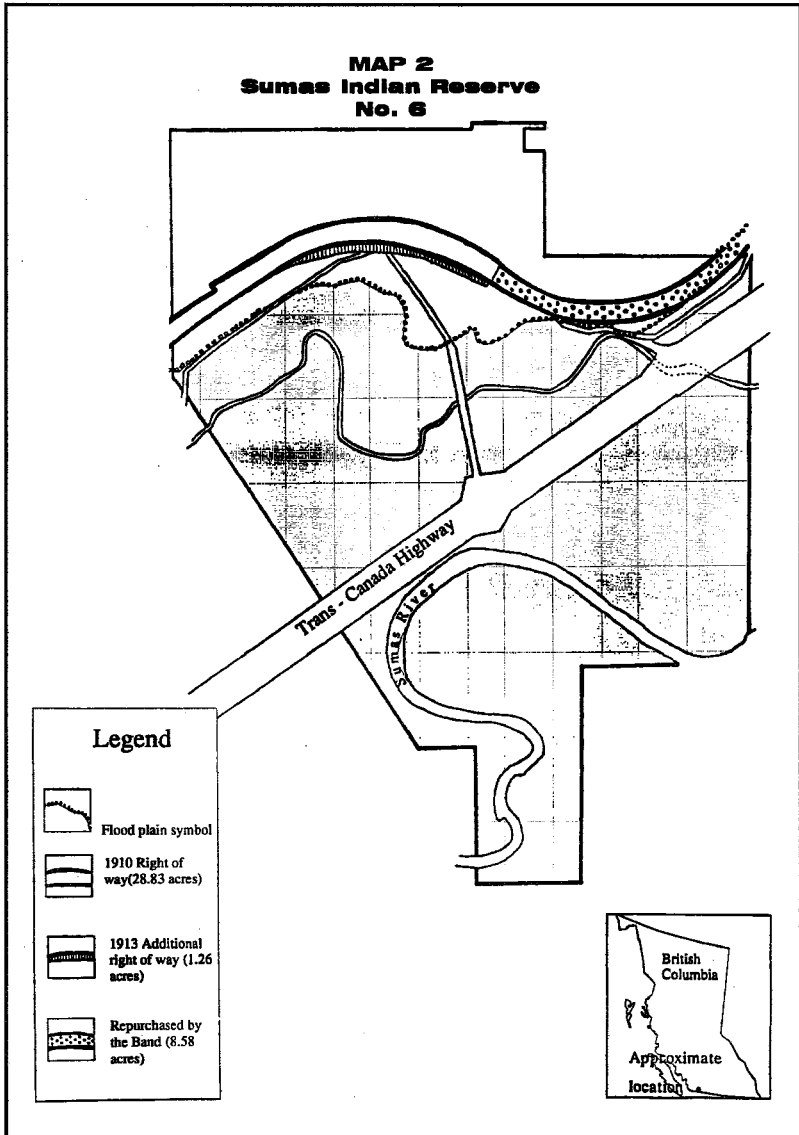 MAP 2
Sumas Indian Reserve
No. 6
Trans - Canada Highway
Sumas River
Legend
Flood plain symbol
1910 Right of
way(28.83 acres)
1913 Additional
right of way (1.26
acres)
Repurchased by
the Band (8.58
acres)
British
Columbia
Approximate
location